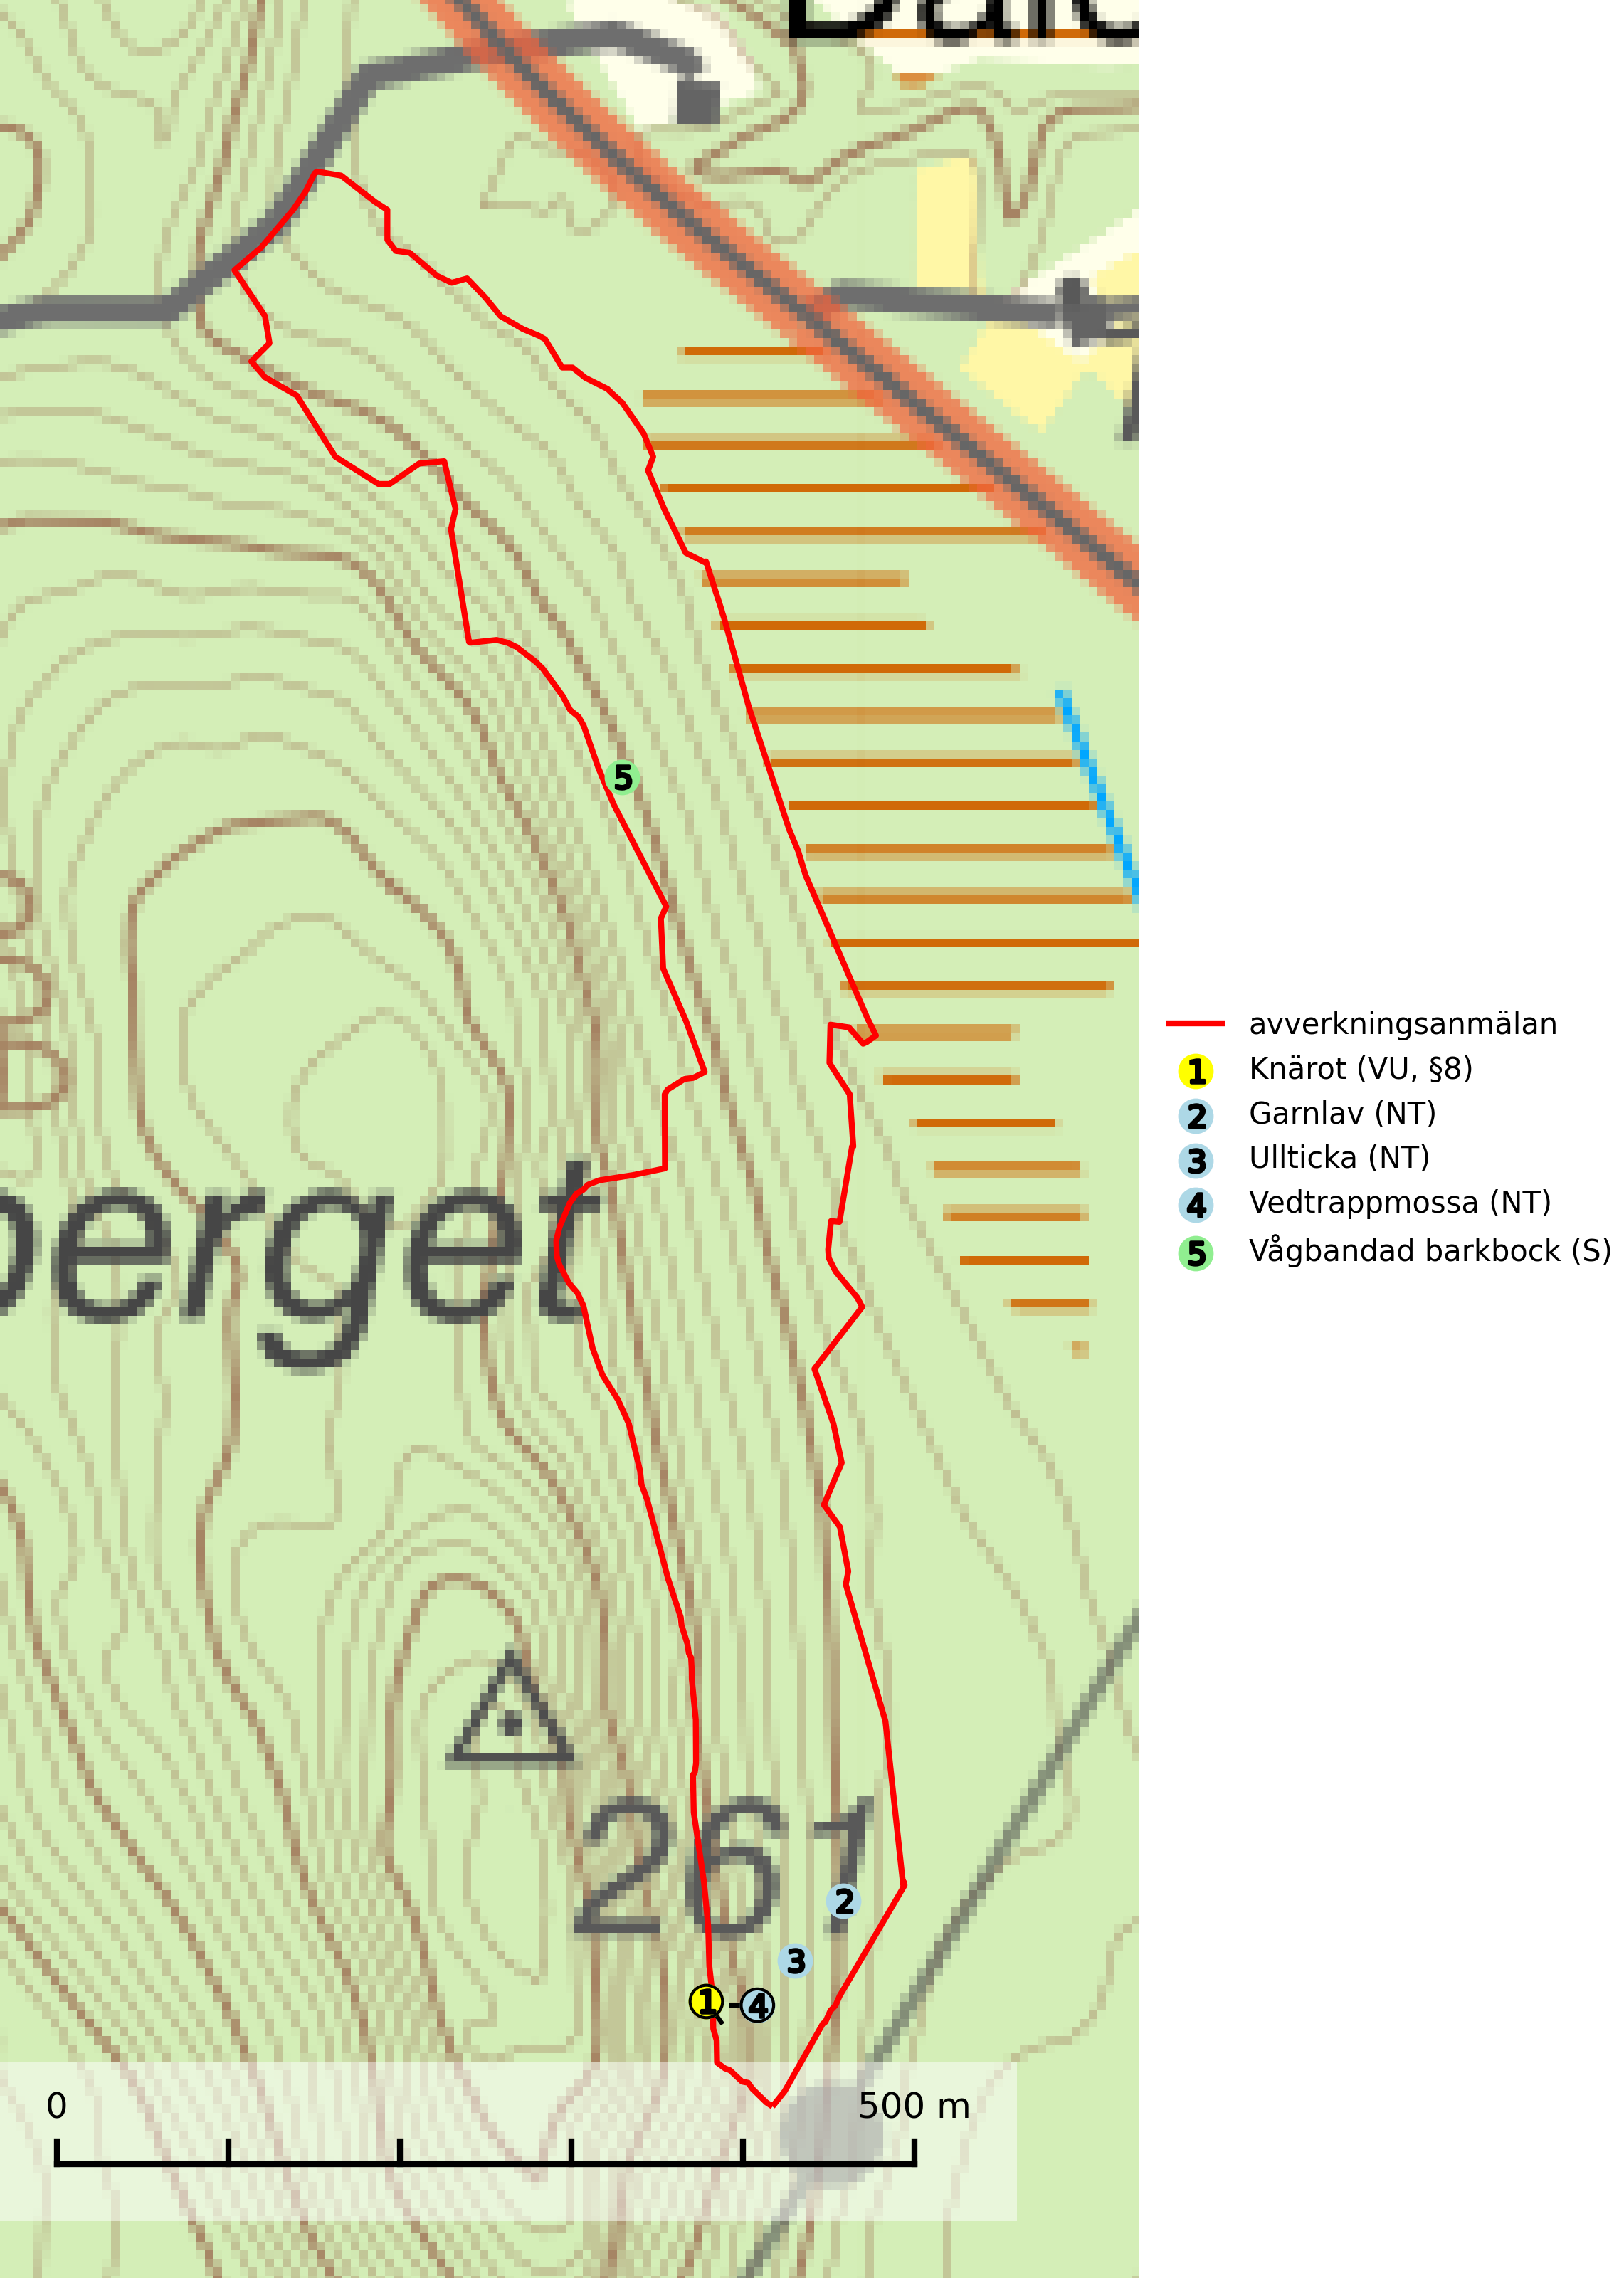 5
avverkningsanmälan
1 Knärot (VU, §8)
2 Garnlav (NT)
3 Ullticka (NT)
4 Vedtrappmossa (NT)
5 Vågbandad barkbock (S)
berget
261
2
3
1 4
0 500 m